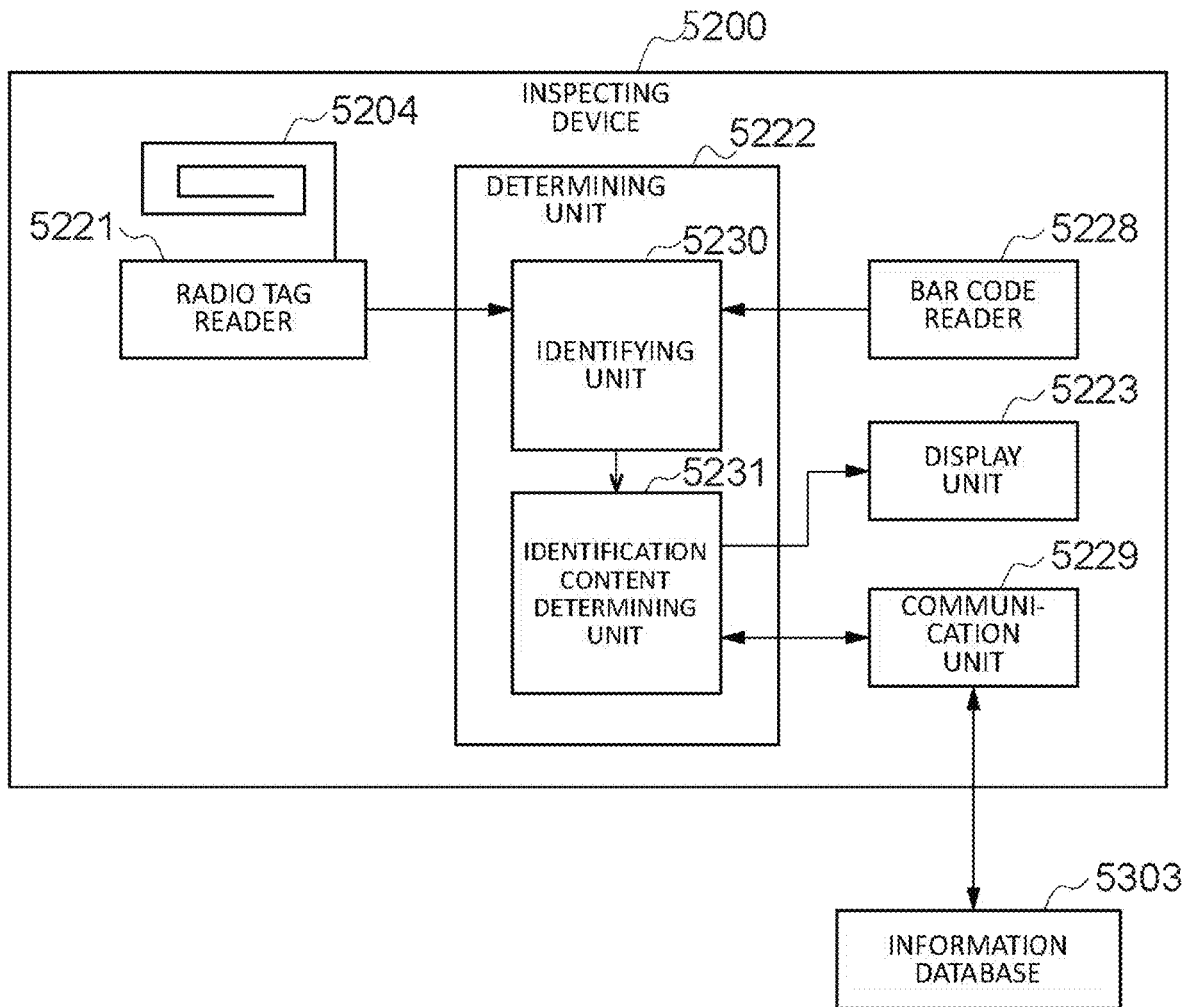 5200
INSPECTING
DEVICE
5204
5222
DETERMINING
UNIT
5221
5230
5228
RADIO TAG
READER
IDENTIFYING
UNIT
BAR CODE
READER
5223
DISPLAY
UNIT
5231
IDENTIFICATION
CONTENT
DETERMINING
UNIT
5229
COMMUNI-
CATION
UNIT
5303
INFORMATION
DATABASE